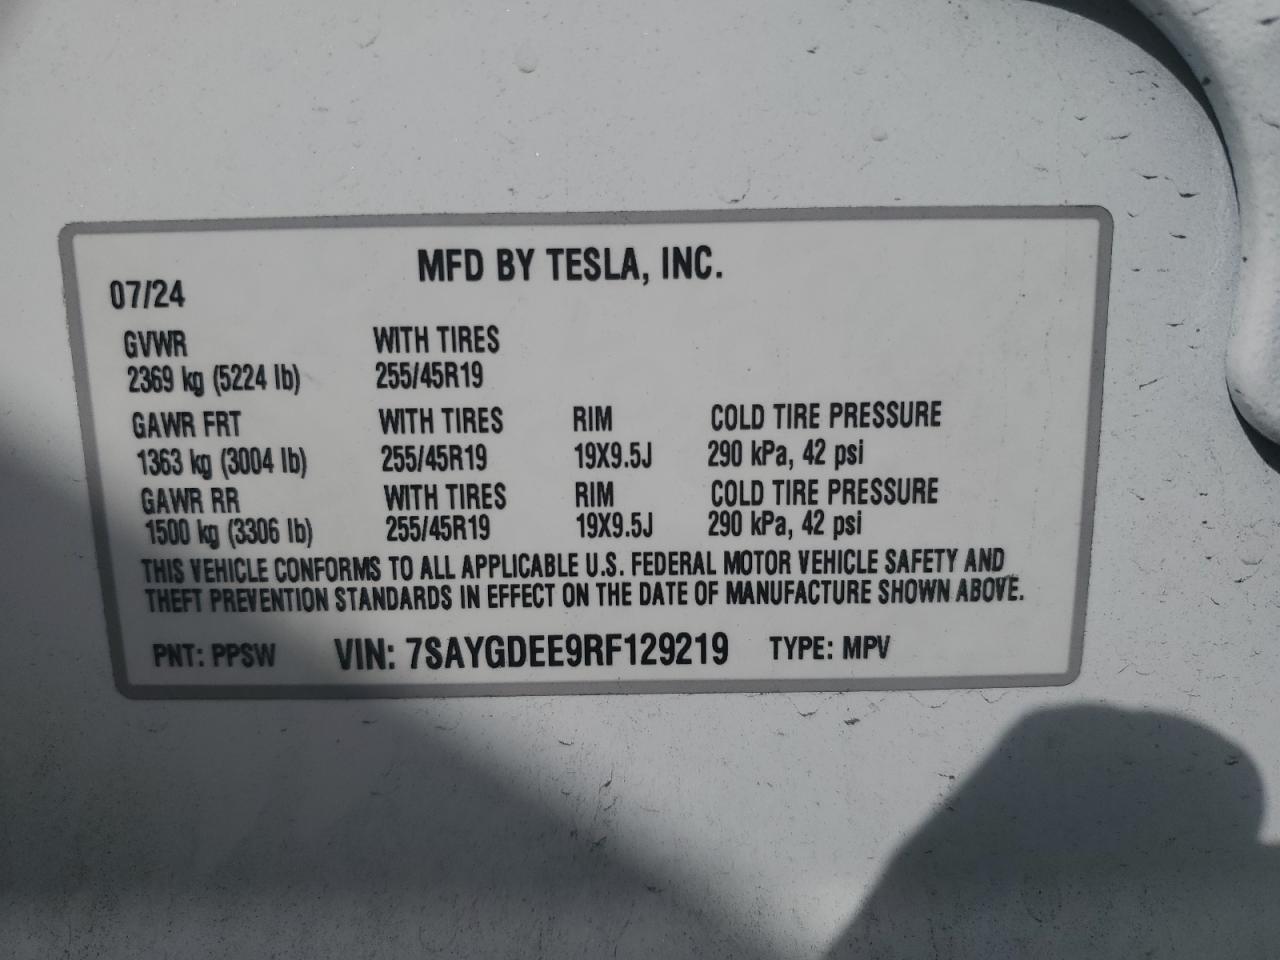 MFD BY TESLA, INC.
07/24
GVWR WITH TIRES
2369 kg (5224 lb) 255/45R19
GAWR FRT WITH TIRES RIM COLD TIRE PRESSURE
1363 kg (3004 lb) 255/45R19 19X9.5J 290 kPa, 42 psi
GAWR RR WITH TIRES RIM COLD TIRE PRESSURE
1500 kg (3306 lb) 255/45R19 19X9.5J 290 kPa, 42 psi
THIS VEHICLE CONFORMS TO ALL APPLICABLE U.S. FEDERAL MOTOR VEHICLE SAFETY AND
THEFT PREVENTION STANDARDS IN EFFECT ON THE DATE OF MANUFACTURE SHOWN ABOVE.
PNT: PPSW VIN: 7SAYGDEE9RF129219 TYPE: MPV